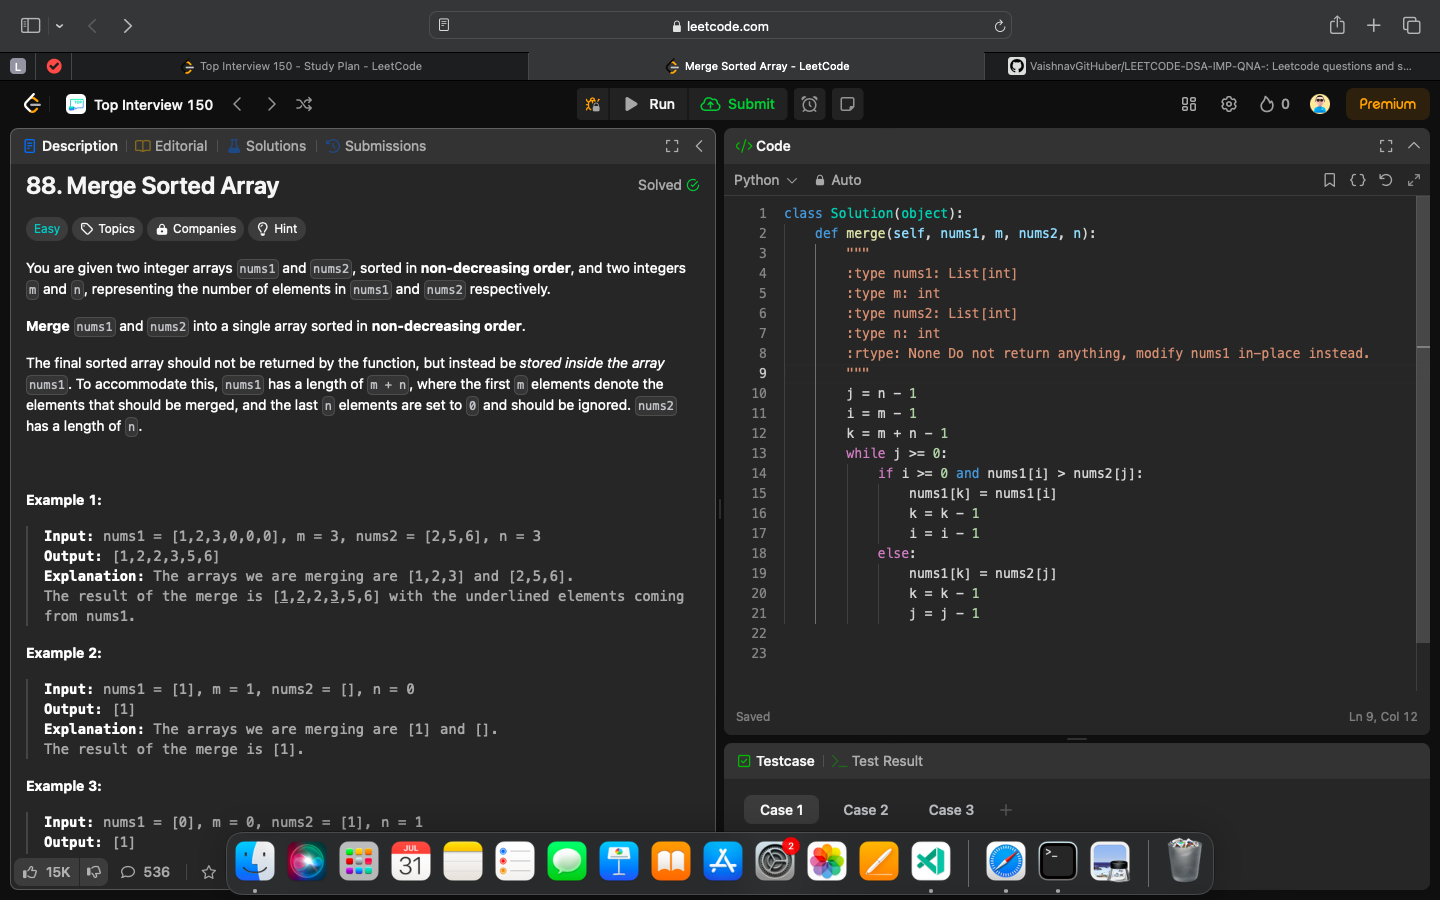 leetcode.com
L
Top Interview 150 - Study Plan - LeetCode
Merge Sorted Array - LeetCode
VaishnavGitHuber/LEETCODE-DSA-IMP-QNA-: Leetcode questions and s...
Top Interview 150
Run
Submit
0
Premium
Description
Editorial
Solutions
Submissions
88. Merge Sorted Array
Solved
Easy
Topics
Companies
Hint
You are given two integer arrays nums1 and nums2, sorted in non-decreasing order, and two integers
m and n, representing the number of elements in nums1 and nums2 respectively.
Merge nums1 and nums2 into a single array sorted in non-decreasing order.
The final sorted array should not be returned by the function, but instead be stored inside the array
nums1. To accommodate this, nums1 has a length of m + n, where the first m elements denote the
elements that should be merged, and the last n elements are set to 0 and should be ignored. nums2
has a length of n.
Example 1:
Input: nums1 = [1,2,3,0,0,0], m = 3, nums2 = [2,5,6], n = 3
Output: [1,2,2,3,5,6]
Explanation: The arrays we are merging are [1,2,3] and [2,5,6].
The result of the merge is [1,2,2,3,5,6] with the underlined elements coming
from nums1.
Example 2:
Input: nums1 = [1], m = 1, nums2 = [], n = 0
Output: [1]
Explanation: The arrays we are merging are [1] and [].
The result of the merge is [1].
Example 3:
Input: nums1 = [0], m = 0, nums2 = [1], n = 1
Output: [1]
15K
536
</> Code
Python
Auto
1 class Solution(object):
2     def merge(self, nums1, m, nums2, n):
3         """
4         :type nums1: List[int]
5         :type m: int
6         :type nums2: List[int]
7         :type n: int
8         :rtype: None Do not return anything, modify nums1 in-place instead.
9         """
10         j = n - 1
11         i = m - 1
12         k = m + n - 1
13         while j >= 0:
14             if i >= 0 and nums1[i] > nums2[j]:
15                 nums1[k] = nums1[i]
16                 k = k - 1
17                 i = i - 1
18             else:
19                 nums1[k] = nums2[j]
20                 k = k - 1
21                 j = j - 1
22
23
Saved
Ln 9, Col 12
Testcase
>_ Test Result
Case 1
Case 2
Case 3
+
JUL
31
2
>_